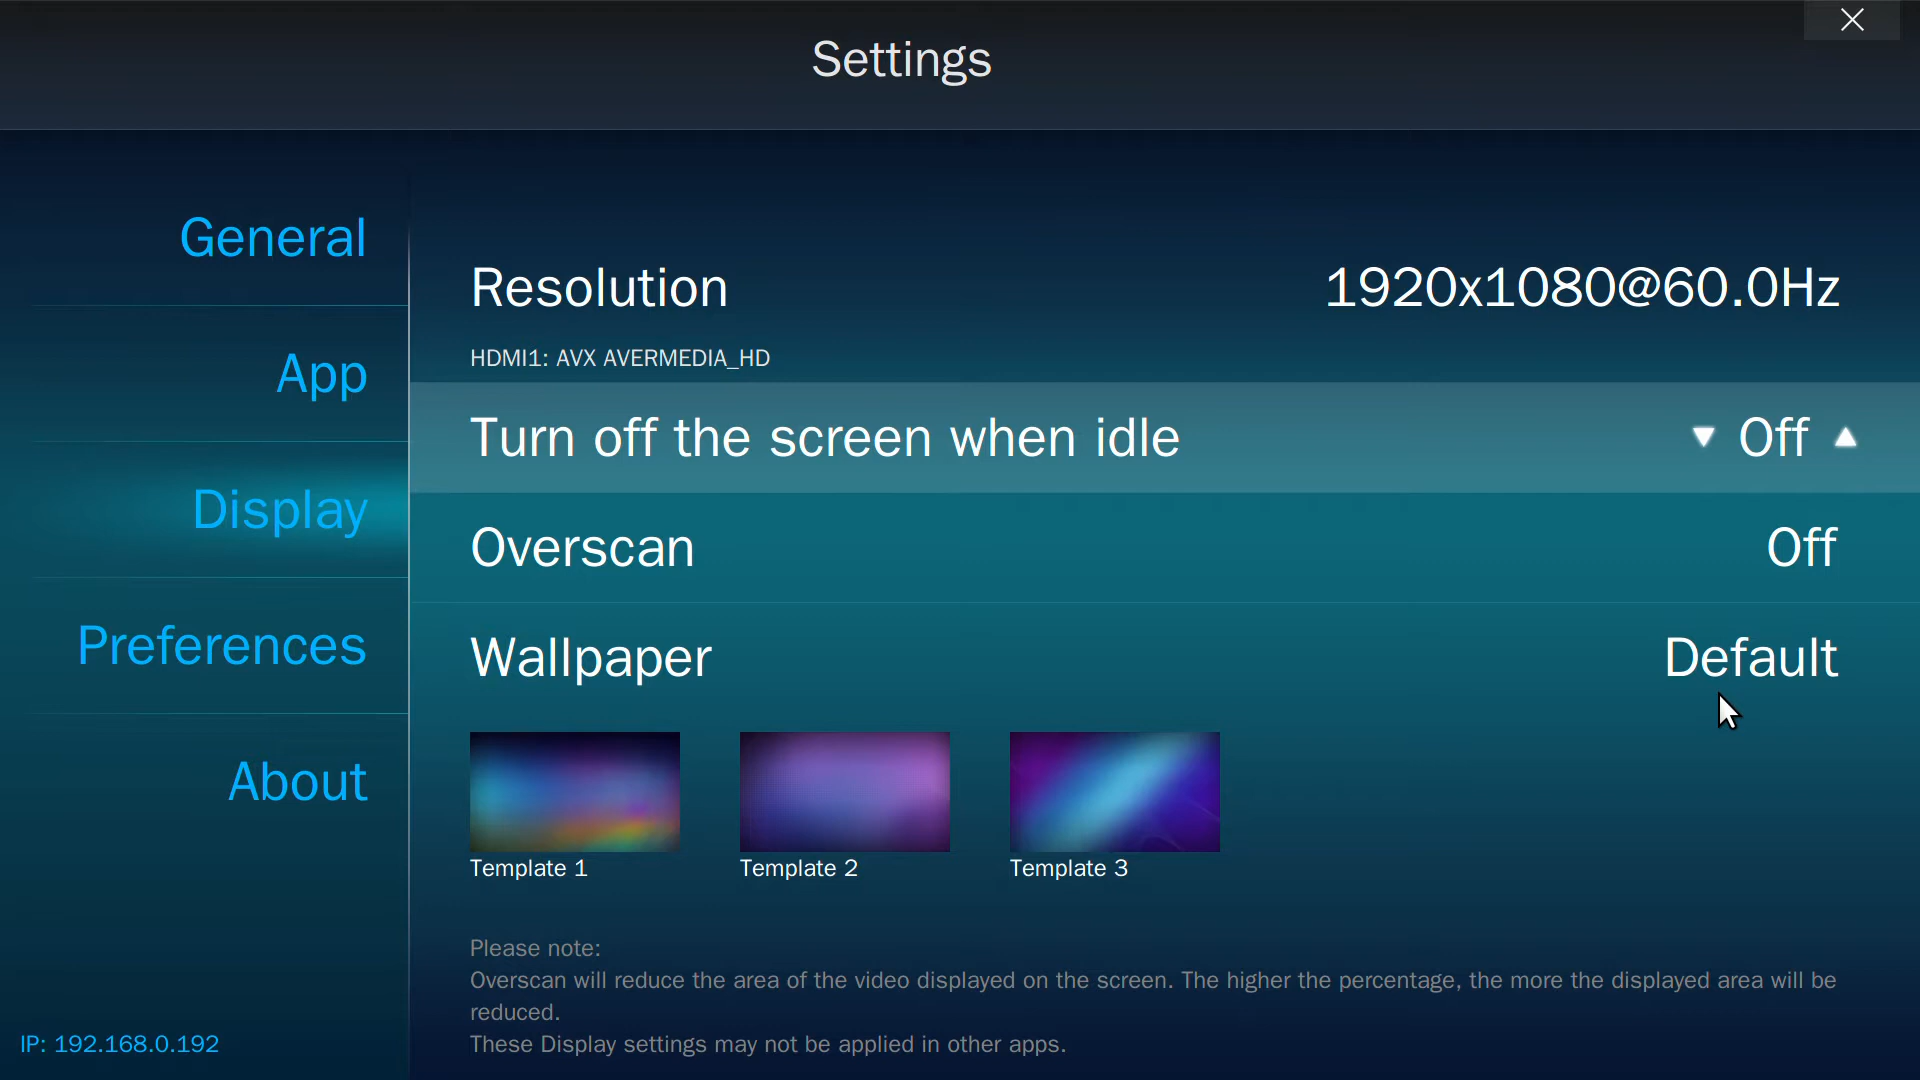 Settings
General
App
Display
Preferences
About
IP: 192.168.0.192
Resolution 1920x1080@60.0Hz
HDMI1: AVX AVERMEDIA_HD
Turn off the screen when idle ▼ Off ▲
Overscan Off
Wallpaper Default
Template 1 Template 2 Template 3
Please note:
Overscan will reduce the area of the video displayed on the screen. The higher the percentage, the more the displayed area will be
reduced.
These Display settings may not be applied in other apps.